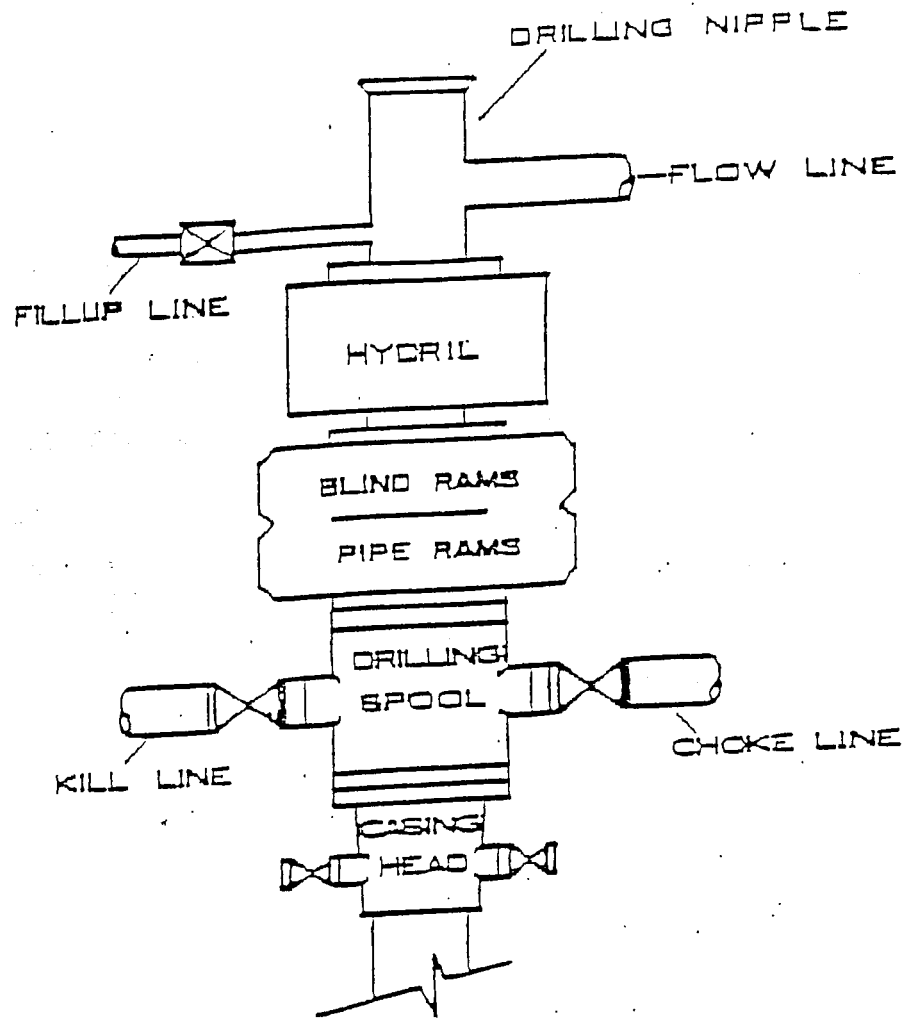 DRILLING NIPPLE
FLOW LINE
FILLUP LINE
HYDRIL
BLIND RAMS
PIPE RAMS
DRILLING
SPOOL
KILL LINE
CHOKE LINE
CASING
HEAD